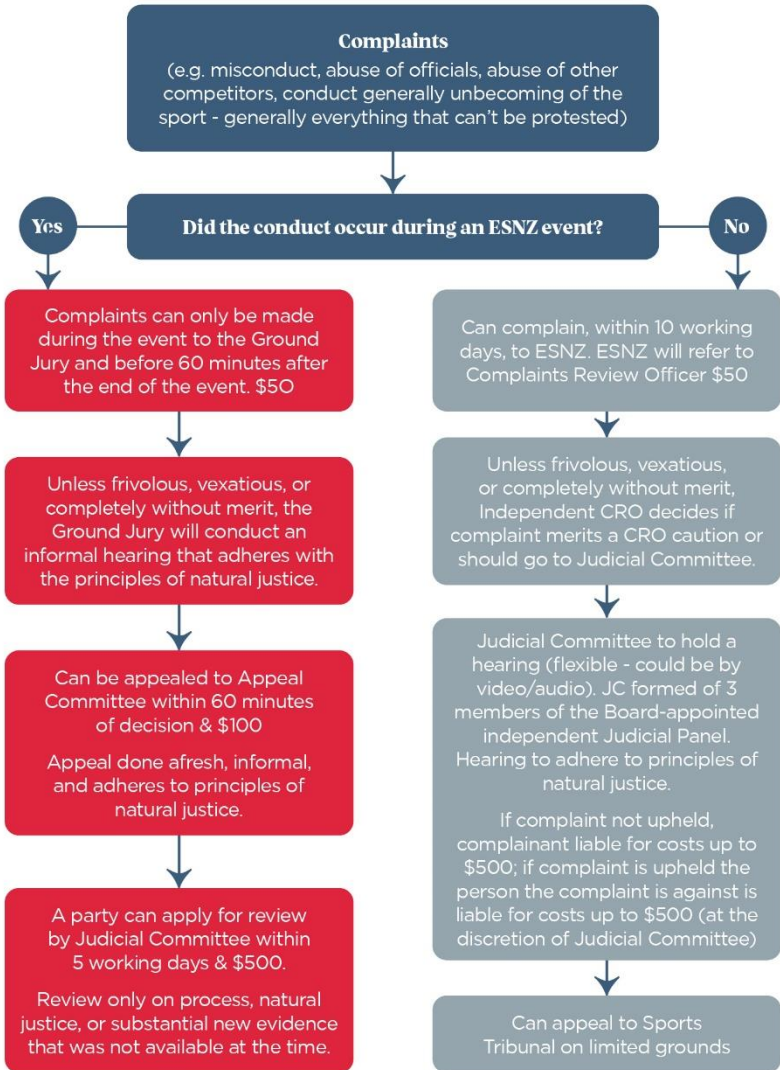 Complaints
(e.g. misconduct, abuse of officials, abuse of other
competitors, conduct generally unbecoming of the
sport - generally everything that can't be protested)
Yes
Did the conduct occur during an ESNZ event?
No
Complaints can only be made
during the event to the Ground
Jury and before 60 minutes after
the end of the event. $5O
Unless frivolous, vexatious, or
completely without merit, the
Ground Jury will conduct an
informal hearing that adheres with
the principles of natural justice.
Can be appealed to Appeal
Committee within 60 minutes
of decision & $100
Appeal done afresh, informal,
and adheres to principles of
natural justice.
A party can apply for review
by Judicial Committee within
5 working days & $500.
Review only on process, natural
justice, or substantial new evidence
that was not available at the time.
Can complain, within 10 working
days, to ESNZ. ESNZ will refer to
Complaints Review Officer $50
Unless frivolous, vexatious,
or completely without merit,
Independent CRO decides if
complaint merits a CRO caution or
should go to Judicial Committee.
Judicial Committee to hold a
hearing (flexible - could be by
video/audio). JC formed of 3
members of the Board-appointed
independent Judicial Panel.
Hearing to adhere to principles of
natural justice.
If complaint not upheld,
complainant liable for costs up to
$500; if complaint is upheld the
person the complaint is against is
liable for costs up to $500 (at the
discretion of Judicial Committee)
Can appeal to Sports
Tribunal on limited grounds